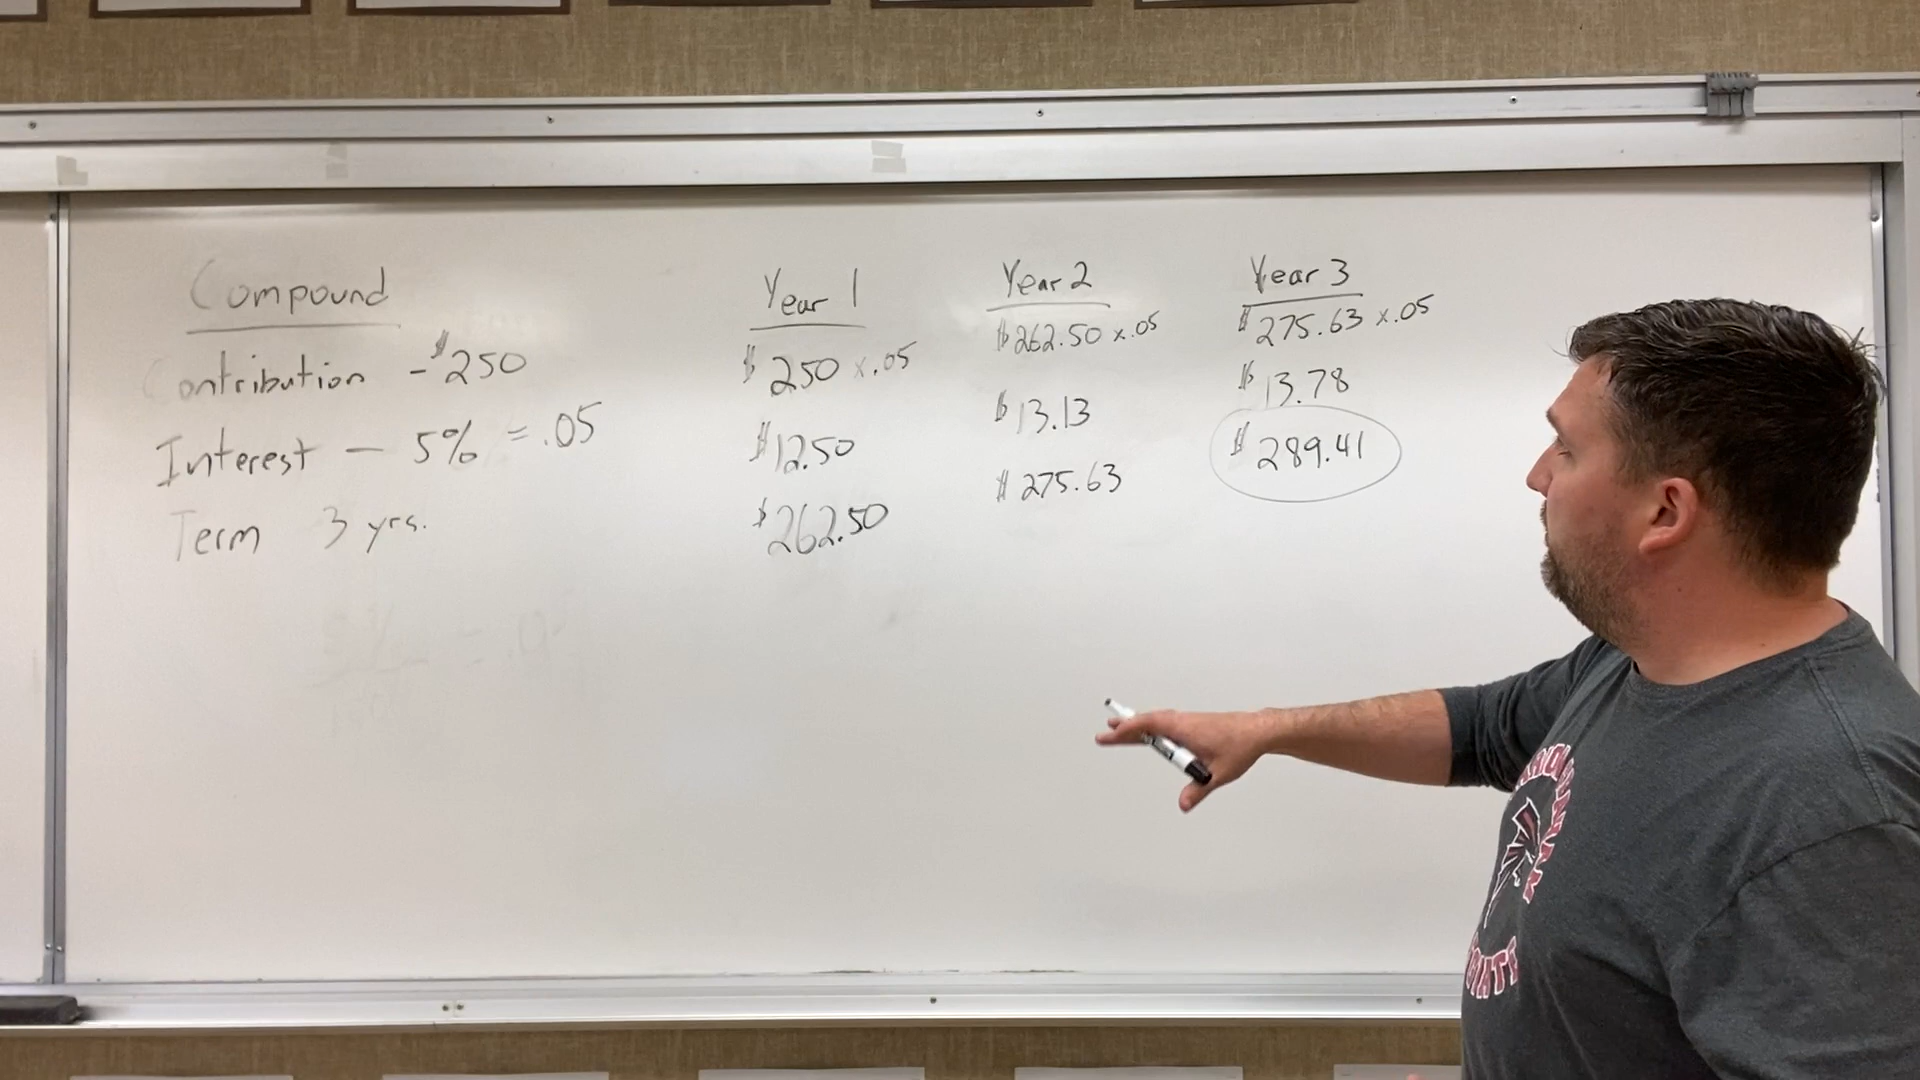 Compound
Contribution - $250
Interest - 5% = .05
Term 3 yrs.
Year 1
$250 x .05
$12.50
$262.50
Year 2
$262.50 x .05
$13.13
$275.63
Year 3
$275.63 x .05
$13.78
$289.41